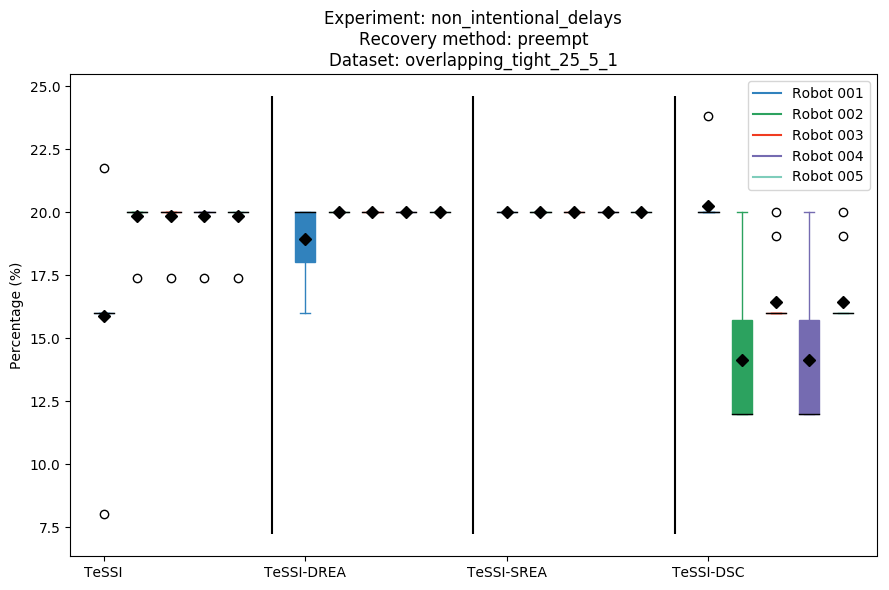 Experiment: non_intentional_delays
Recovery method: preempt
Dataset: overlapping_tight_25_5_1
Robot 001
Robot 002
Robot 003
Robot 004
Robot 005
Percentage (%)
25.0
22.5
20.0
17.5
15.0
12.5
10.0
7.5
TeSSI
TeSSI-DREA
TeSSI-SREA
TeSSI-DSC